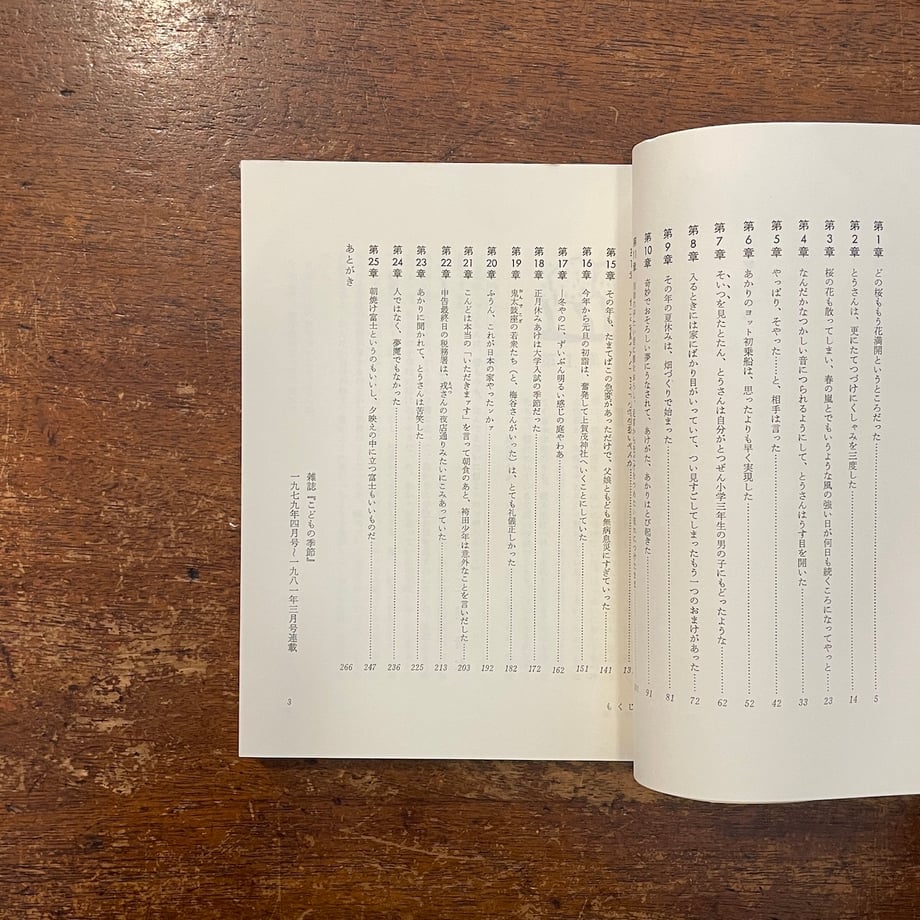 第1章 どの桜ももう花満開というところだった 5
第2章 とうさんは、更にたてつづけにくしゃみを三度した 14
第3章 桜の花も散ってしまい、春の嵐とでもいうような風の強い日が何日も続くころになってやっと 23
第4章 なんだかなつかしい音につられるようにして、とうさんはうす目を開いた 33
第5章 やっぱり、そやった……と、相手は言った 42
第6章 あかりのヨット初乗船は、思ったよりも早く実現した 52
第7章 そいつを見たとたん、とうさんは自分がとつぜん小学三年生の男の子にもどったような 62
第8章 入るときには家にばかり目がいっていて、つい見すごしてしまったもう一つのおまけがあった 72
第9章 その年の夏休みは、畑づくりで始まった 81
第10章 奇妙でおそろしい夢にうなされて、あけがた、あかりはとび起きた 91
第15章 その年も、たまてばこの急変があっただけで、父娘ともども無病息災にすぎていった 141
第16章 今年から元旦の初詣は、奮発して上賀茂神社へいくことにしていた 151
第17章 ―冬やのに、ずいぶん明るい感じの庭やわあ 162
第18章 正月休みあけは大学入試の季節だった 172
第19章 鬼太鼓座の若衆たち(と、梅谷さんがいった)は、とても礼儀正しかった 182
第20章 ふうん、これが日本の家やったッかァ 192
第21章 こんどは本当の「いただきまァす」を言って朝食のあと、袴田少年は意外なことを言いだした 203
第22章 申告最終日の税務署は、戎さんの夜店通りみたいにこみあっていた 213
第23章 あかりに聞かれて、とうさんは苦笑した 225
第24章 人ではなく、夢魔でもなかった 236
第25章 朝焼け富士というのもいいし、夕映えの中に立つ富士もいいものだ 247
あとがき 266
雑誌『こどもの季節』
一九七九年四月号～一九八一年三月号連載
もくじ
3